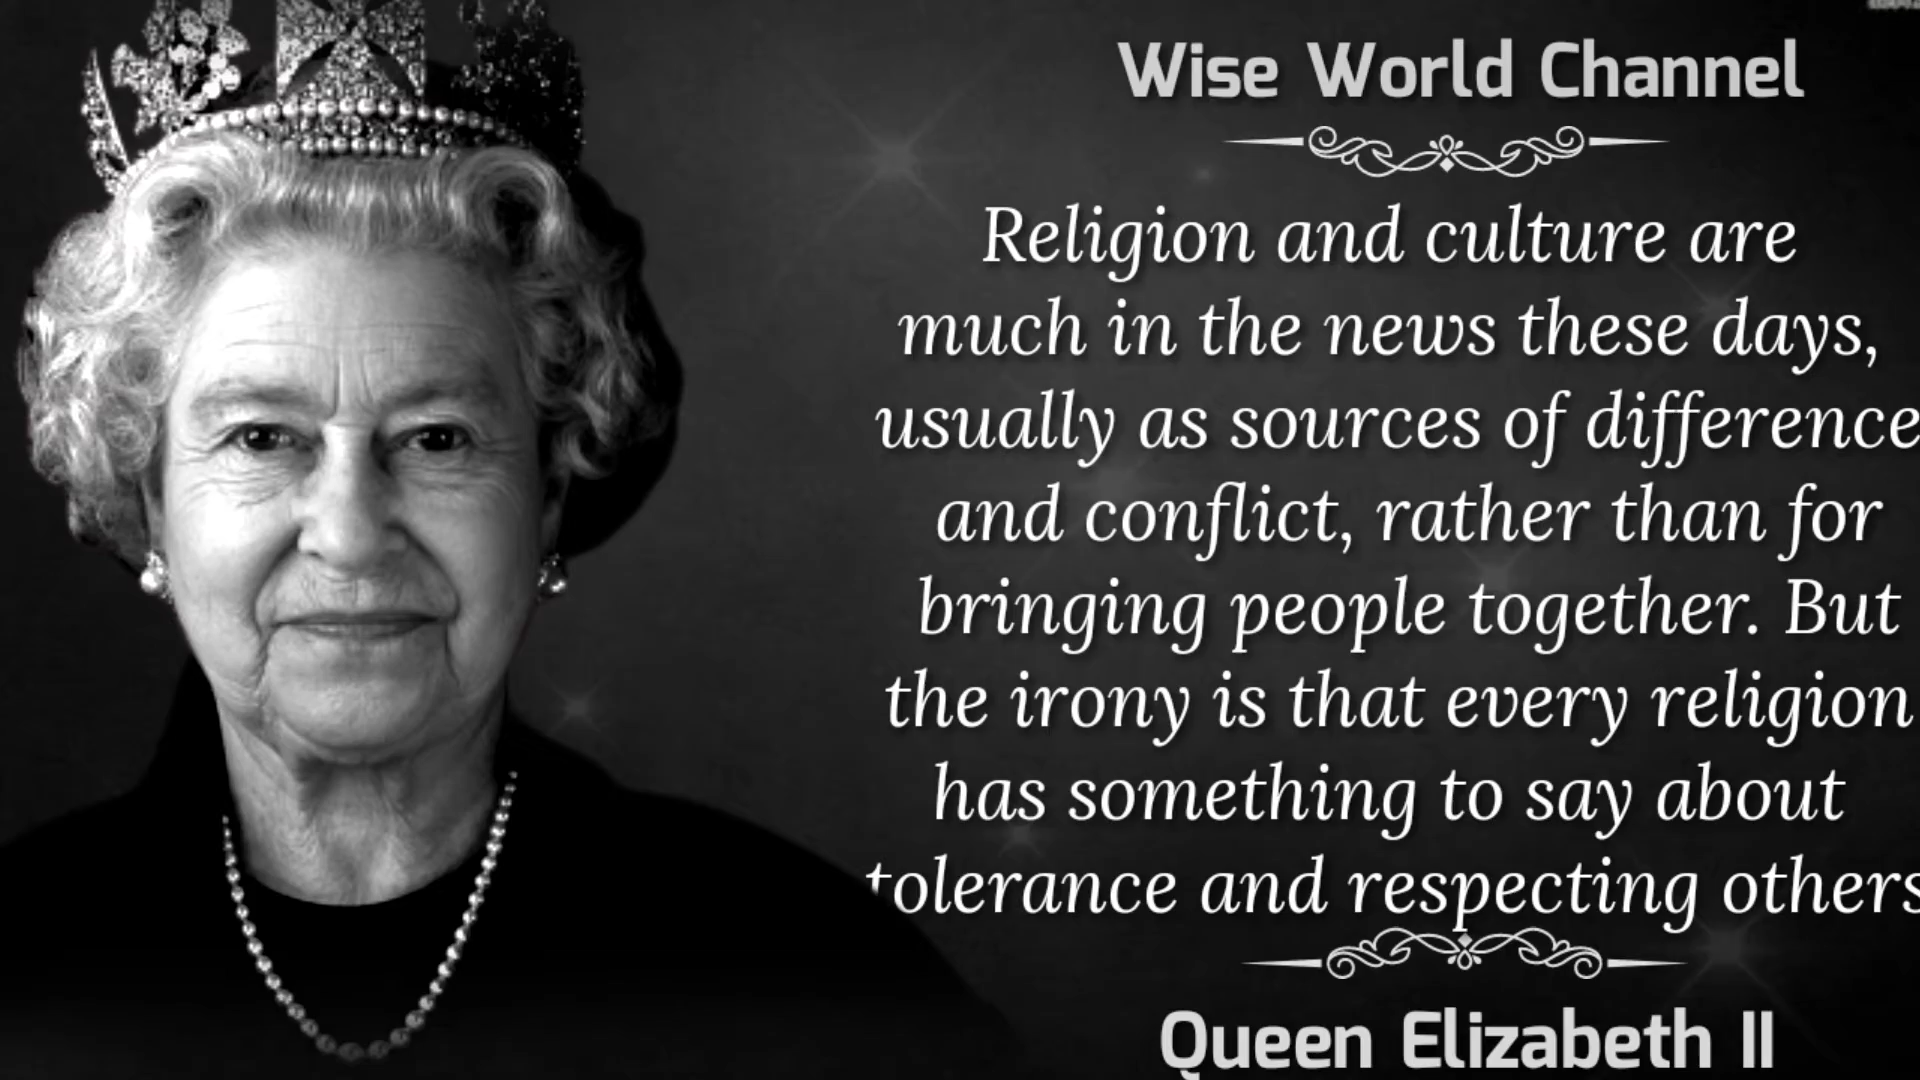 Wise World Channel
Religion and culture are
much in the news these days,
usually as sources of difference
and conflict, rather than for
bringing people together. But
the irony is that every religion
has something to say about
tolerance and respecting others
Queen Elizabeth II